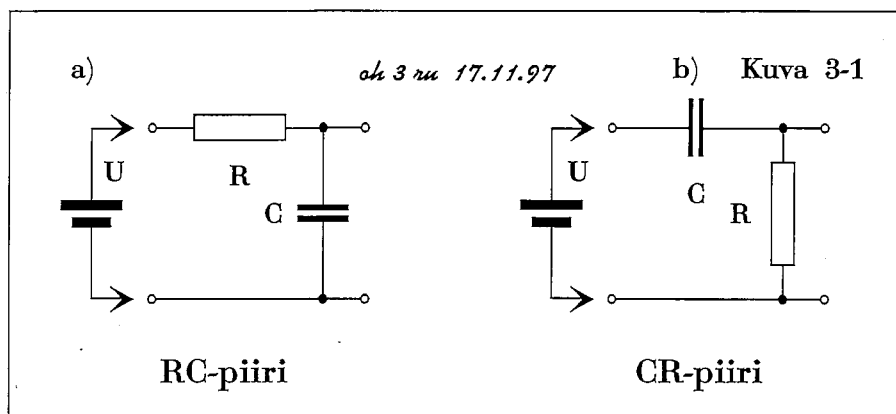 a)
oh 3 ru 17.11.97
b) Kuva 3-1
U
R
C
U
C
R
RC-piiri
CR-piiri